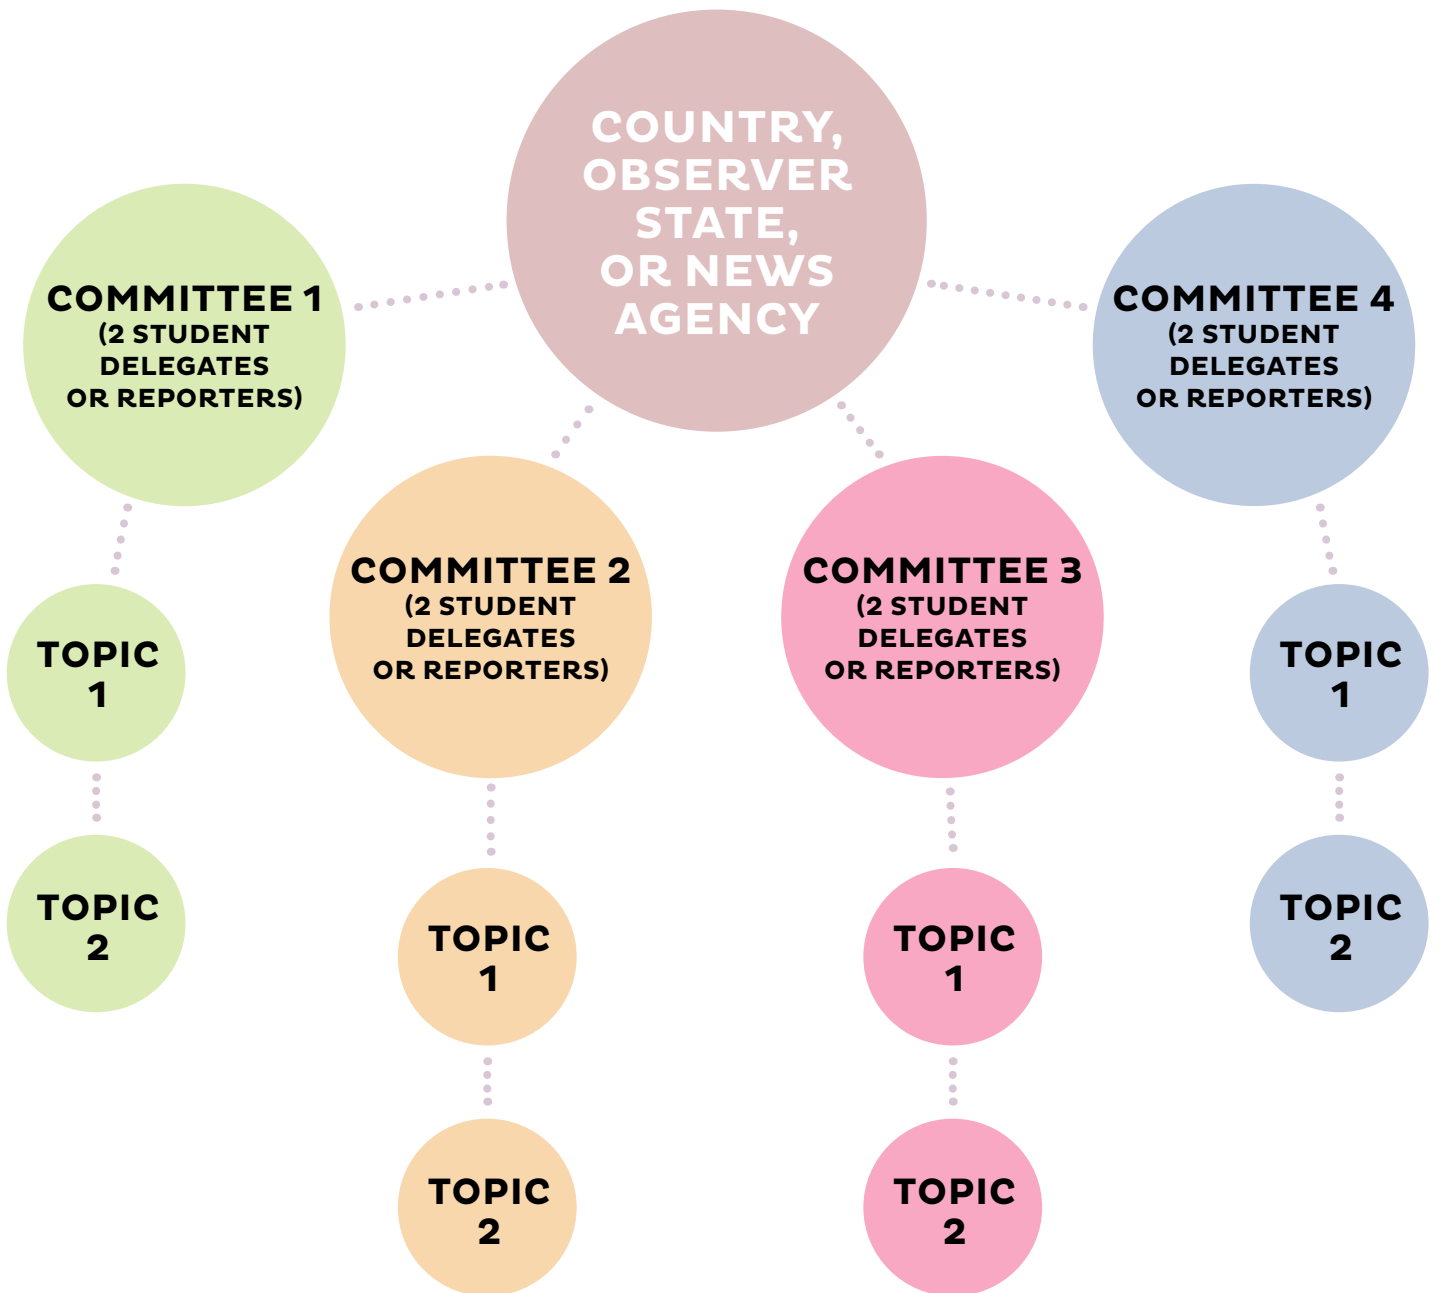 COUNTRY,
OBSERVER
STATE,
OR NEWS
AGENCY
COMMITTEE 1
(2 STUDENT
DELEGATES
OR REPORTERS)
TOPIC
1
TOPIC
2
COMMITTEE 2
(2 STUDENT
DELEGATES
OR REPORTERS)
TOPIC
1
TOPIC
2
COMMITTEE 3
(2 STUDENT
DELEGATES
OR REPORTERS)
TOPIC
1
TOPIC
2
COMMITTEE 4
(2 STUDENT
DELEGATES
OR REPORTERS)
TOPIC
1
TOPIC
2